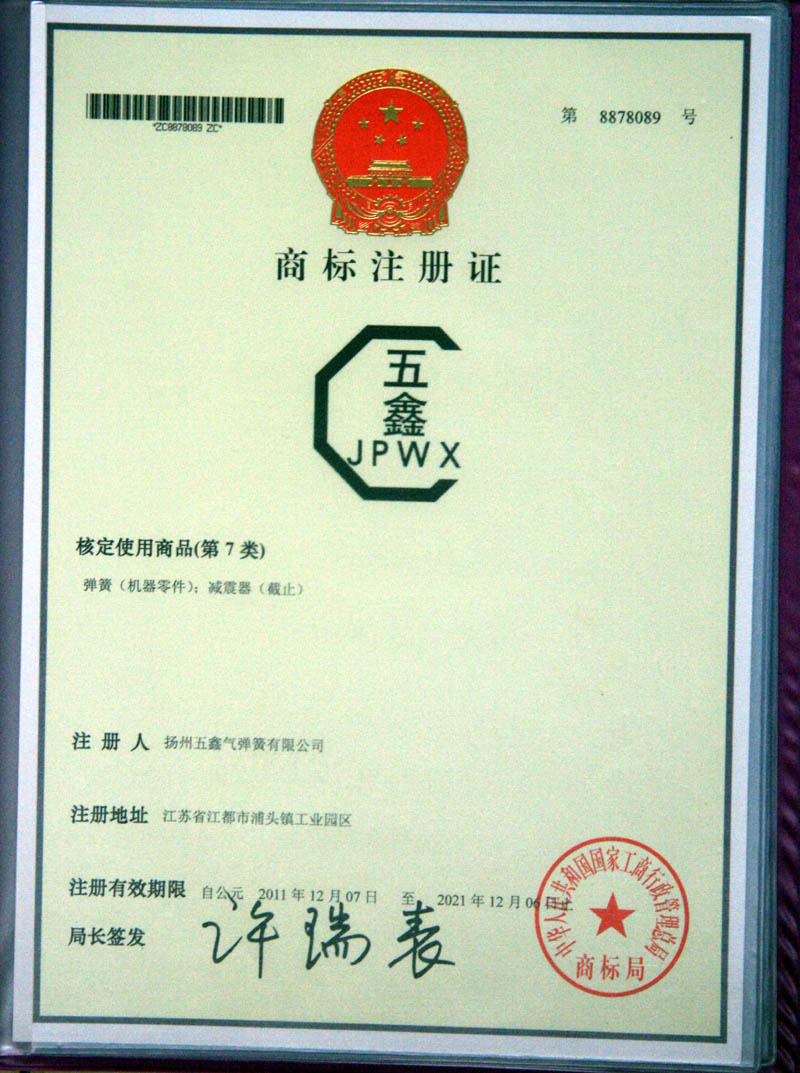 *ZC8878089 ZC*
第 8878089 号
商标注册证
五
鑫
JPWX
核定使用商品(第 7 类)
弹簧（机器零件）；减震器（截止）
注 册 人 扬州五鑫气弹簧有限公司
注册地址 江苏省江都市浦头镇工业园区
注册有效期限 自公元 2011 年 12 月 07 日 至 2021 年 12 月 06 日止
局长签发 许瑞表
中华人民共和国国家工商行政管理总局
商标局